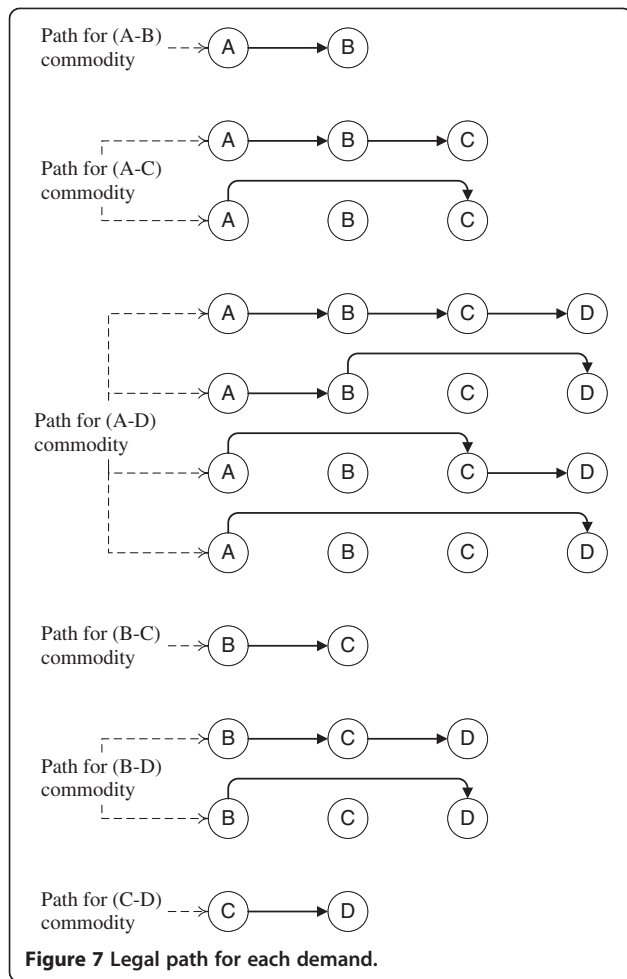 Path for (A-B)
commodity
A B
Path for (A-C)
commodity
A B C
A B C
Path for (A-D)
commodity
A B C D
A B C D
A B C D
A B C D
Path for (B-C)
commodity
B C
Path for (B-D)
commodity
B C D
B C D
Path for (C-D)
commodity
C D
Figure 7 Legal path for each demand.